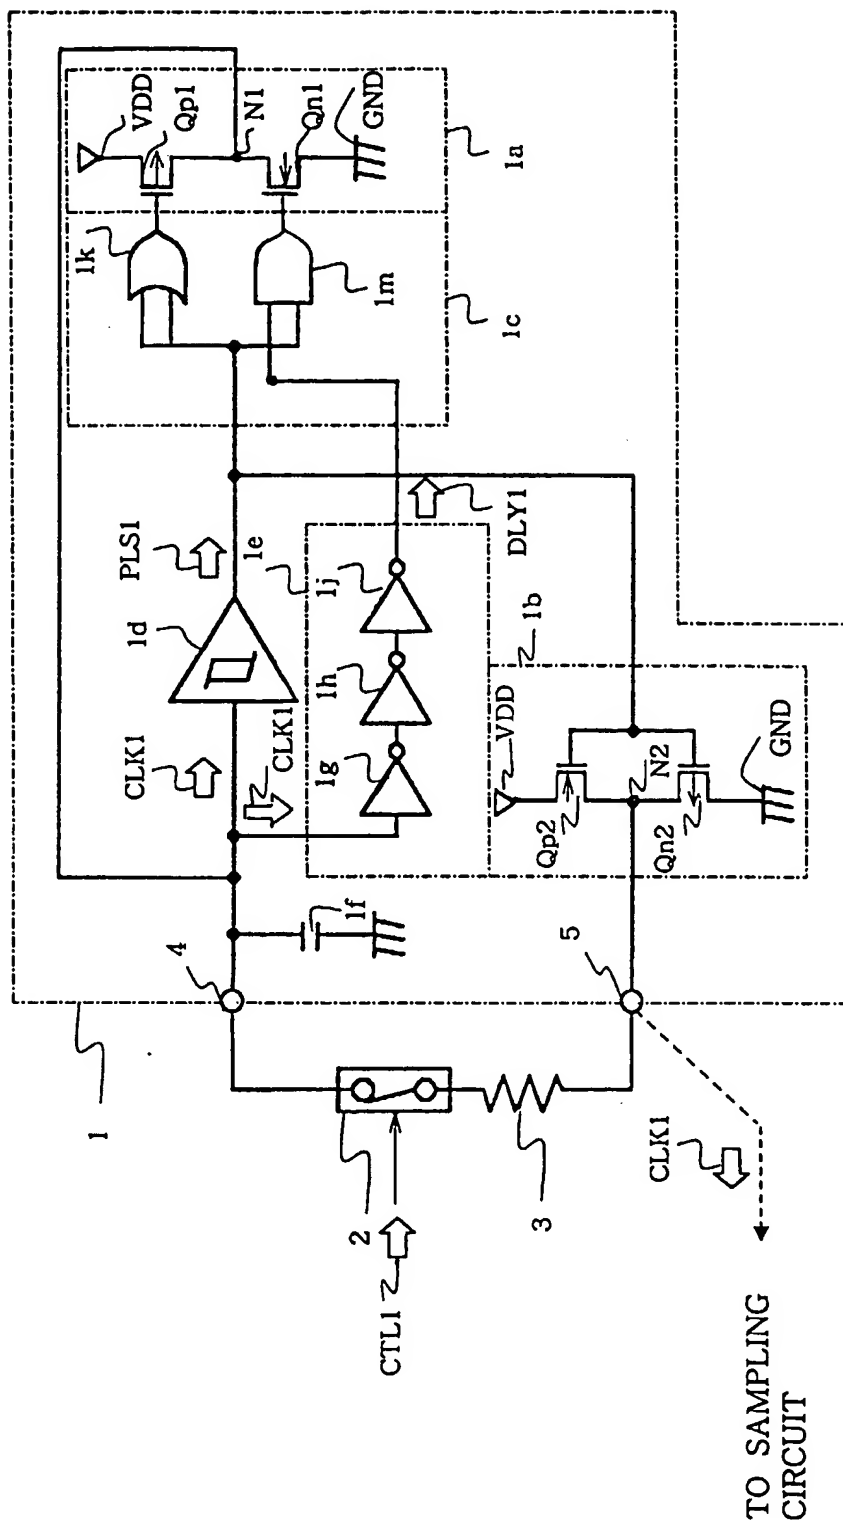 VDD
Qp1
N1
Qn1
GND
1a
1k
1m
1c
PLS1
1d
1e
CLK1
CLK1
1g
1h
1j
DLY1
1b
VDD
Qp2
N2
Qn2
GND
1f
4
5
1
2
3
CTL1
CLK1
TO SAMPLING
CIRCUIT